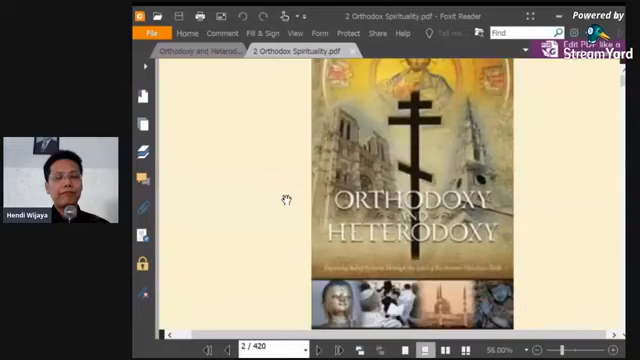 2 Orthodox Spirituality.pdf - Foxit Reader
Powered by
StreamYard
File Home Comment Fill & Sign View Form Protect Share Help Tell me Find
Orthodoxy and Heterod...
2 Orthodox Spirituality.pdf
Edit PDF like a
ORTHODOXY
AND
HETERODOXY
Hendi Wijaya
2 / 420
56.00%